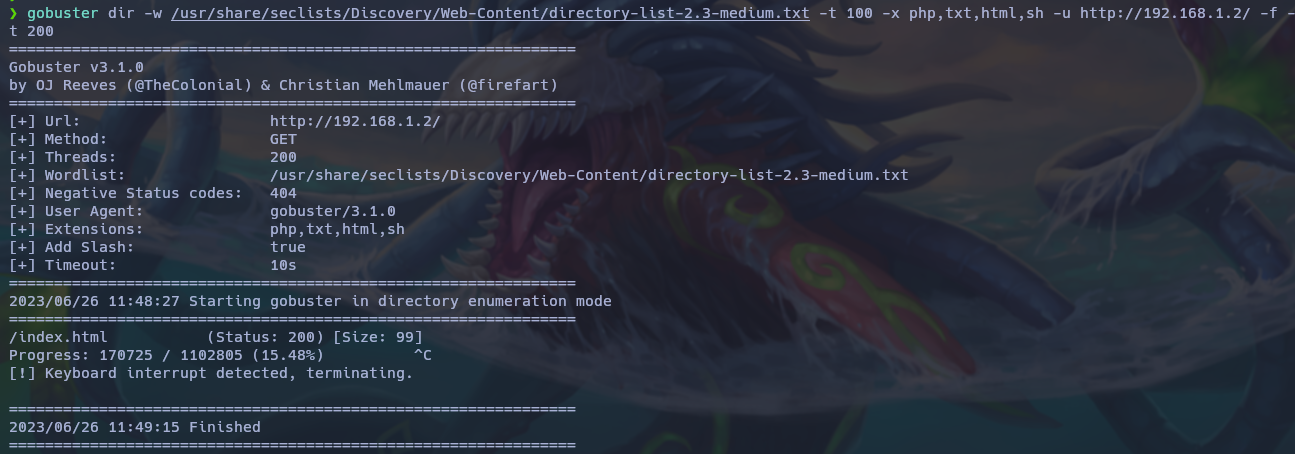 ❯ gobuster dir -w /usr/share/seclists/Discovery/Web-Content/directory-list-2.3-medium.txt -t 100 -x php,txt,html,sh -u http://192.168.1.2/ -f -
t 200
===============================================================
Gobuster v3.1.0
by OJ Reeves (@TheColonial) & Christian Mehlmauer (@firefart)
===============================================================
[+] Url:                     http://192.168.1.2/
[+] Method:                  GET
[+] Threads:                 200
[+] Wordlist:                /usr/share/seclists/Discovery/Web-Content/directory-list-2.3-medium.txt
[+] Negative Status codes:   404
[+] User Agent:              gobuster/3.1.0
[+] Extensions:              php,txt,html,sh
[+] Add Slash:               true
[+] Timeout:                 10s
===============================================================
2023/06/26 11:48:27 Starting gobuster in directory enumeration mode
===============================================================
/index.html           (Status: 200) [Size: 99]
Progress: 170725 / 1102805 (15.48%)          ^C
[!] Keyboard interrupt detected, terminating.
===============================================================
2023/06/26 11:49:15 Finished
===============================================================